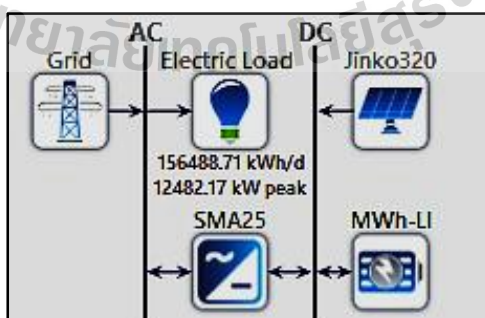 AC
DC
Grid
Electric Load
Jinko320
156488.71 kWh/d
12482.17 kW peak
SMA25
MWh-LI